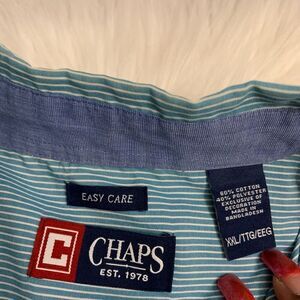 EASY CARE
C
CHAPS
EST. 1978
60% COTTON
40% POLYESTER
EXCLUSIVE OF
DECORATION
MADE IN
BANGLADESH
XXL/TTG/EEG